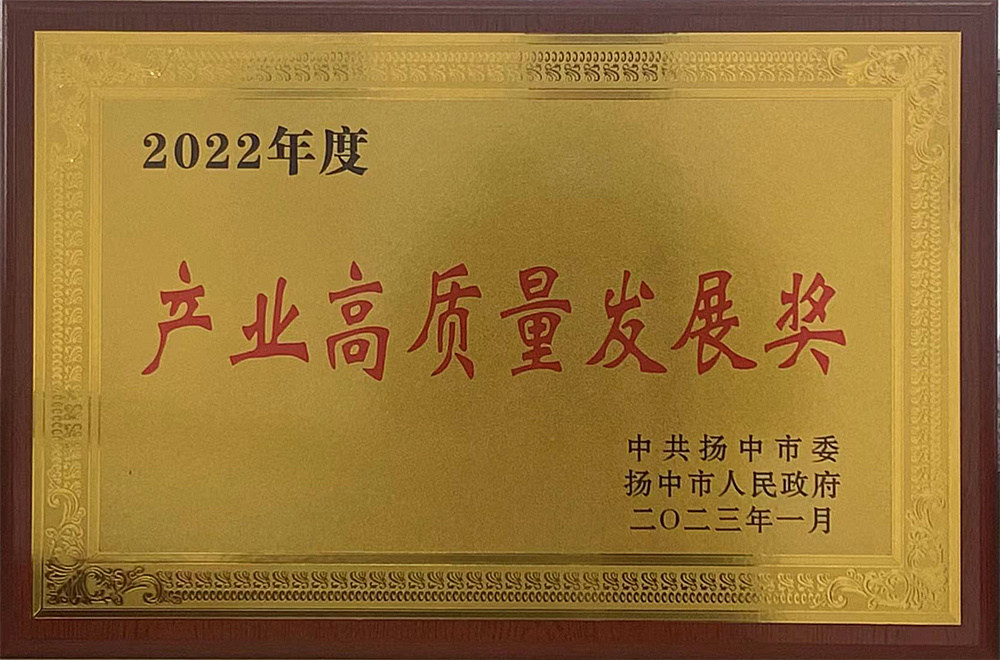 2022年度
产业高质量发展奖
中共扬中市委
扬中市人民政府
二〇二三年一月